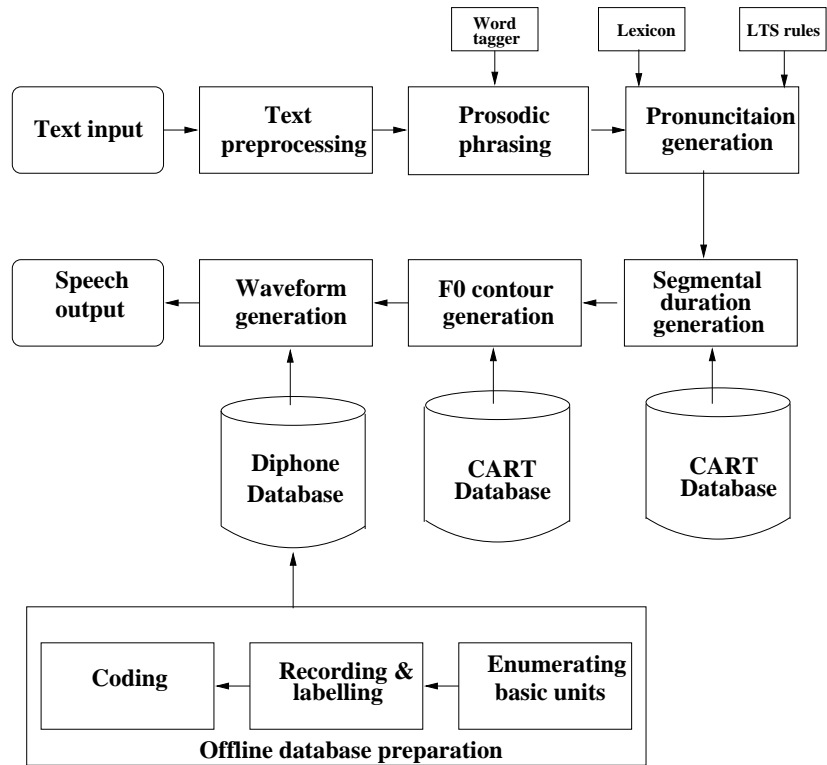 Word
tagger
Lexicon
LTS rules
Text input
Text
preprocessing
Prosodic
phrasing
Pronuncitaion
generation
Speech
output
Waveform
generation
F0 contour
generation
Segmental
duration
generation
Diphone
Database
CART
Database
CART
Database
Coding
Recording &
labelling
Enumerating
basic units
Offline database preparation